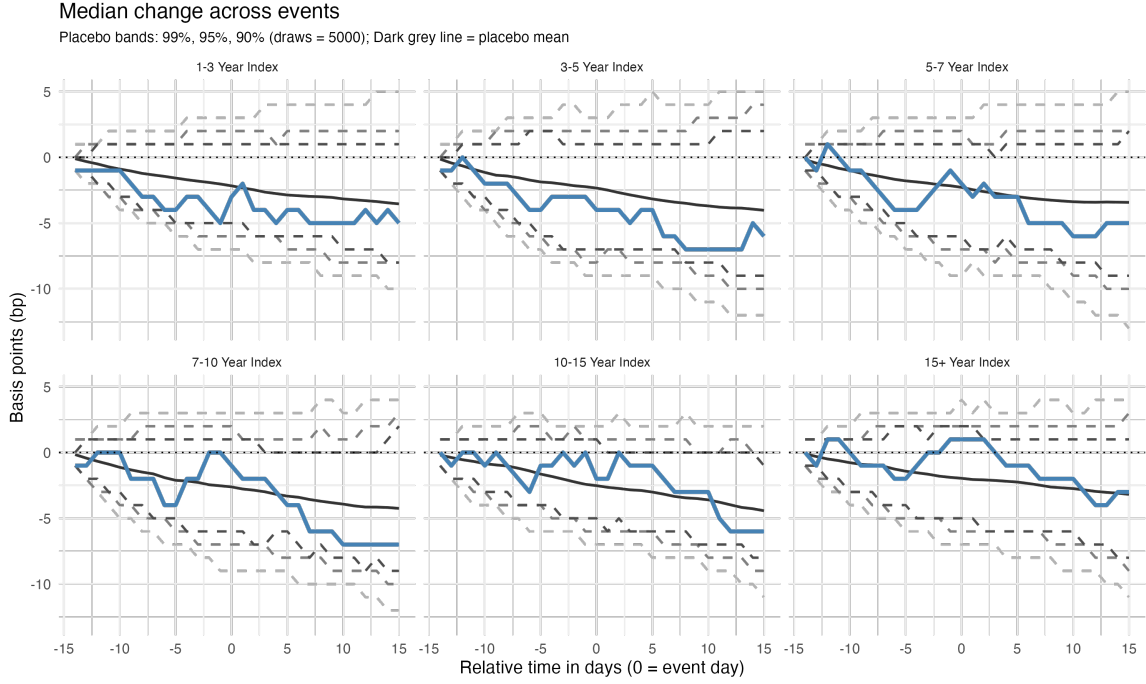 Median change across events
Placebo bands: 99%, 95%, 90% (draws = 5000); Dark grey line = placebo mean
1-3 Year Index
3-5 Year Index
5-7 Year Index
5
0
-5
-10
7-10 Year Index
10-15 Year Index
15+ Year Index
5
0
-5
-10
Basis points (bp)
-15 -10 -5 0 5 10 15 -15 -10 -5 0 5 10 15 -15 -10 -5 0 5 10 15
Relative time in days (0 = event day)